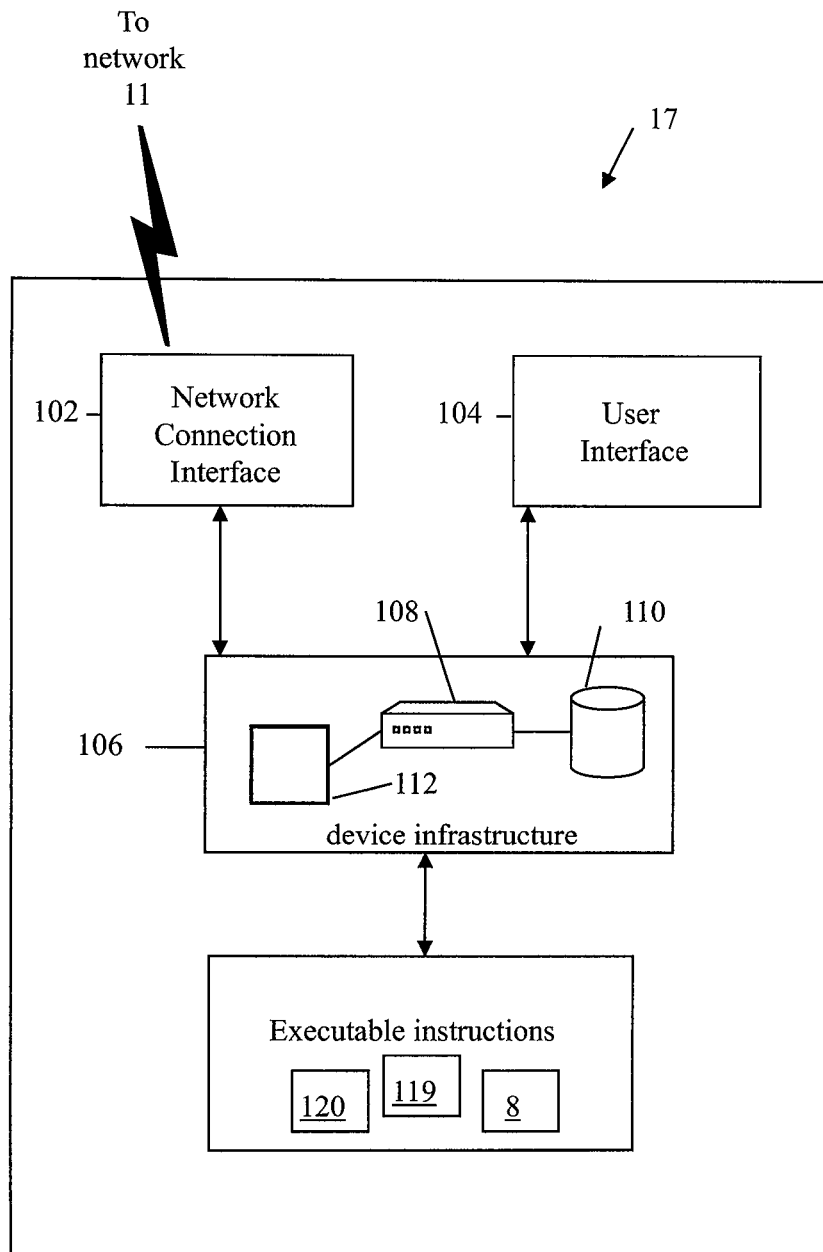 To
network
11
17
102
Network
Connection
Interface
104
User
Interface
108
110
106
112
device infrastructure
Executable instructions
120
119
8